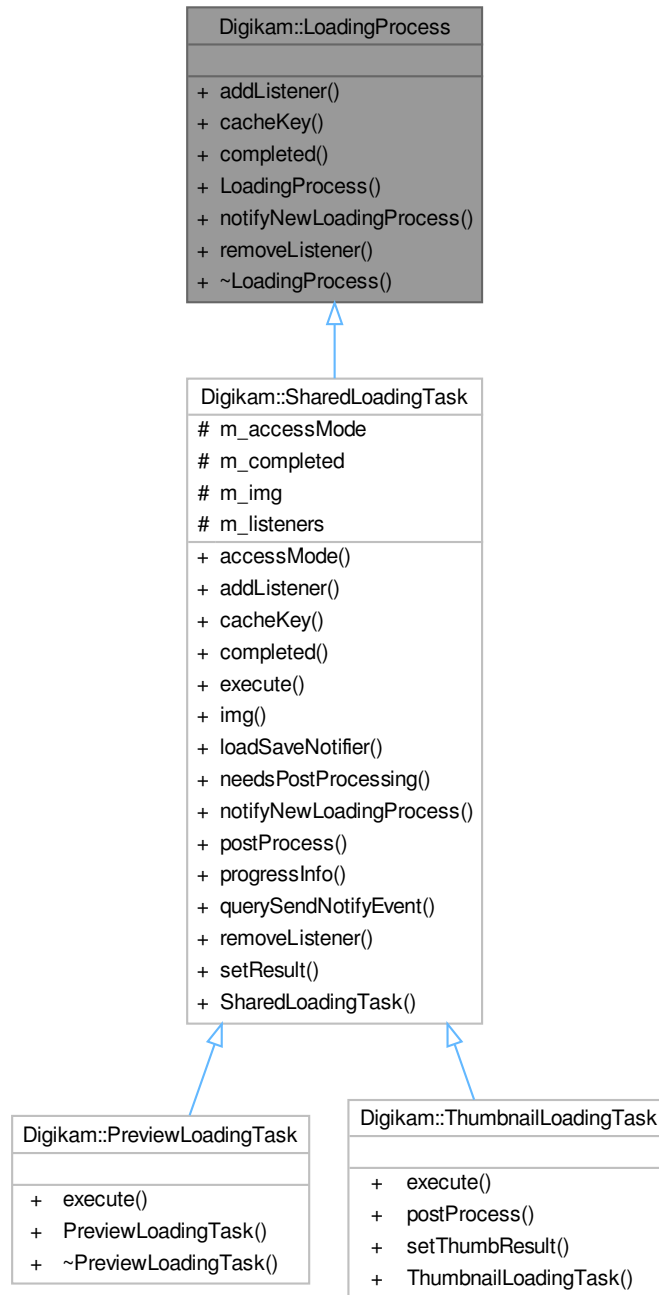 Digikam::LoadingProcess
+ addListener()
+ cacheKey()
+ completed()
+ LoadingProcess()
+ notifyNewLoadingProcess()
+ removeListener()
+ ~LoadingProcess()
Digikam::SharedLoadingTask
# m_accessMode
# m_completed
# m_img
# m_listeners
+ accessMode()
+ addListener()
+ cacheKey()
+ completed()
+ execute()
+ img()
+ loadSaveNotifier()
+ needsPostProcessing()
+ notifyNewLoadingProcess()
+ postProcess()
+ progressInfo()
+ querySendNotifyEvent()
+ removeListener()
+ setResult()
+ SharedLoadingTask()
Digikam::PreviewLoadingTask
+ execute()
+ PreviewLoadingTask()
+ ~PreviewLoadingTask()
Digikam::ThumbnailLoadingTask
+ execute()
+ postProcess()
+ setThumbResult()
+ ThumbnailLoadingTask()